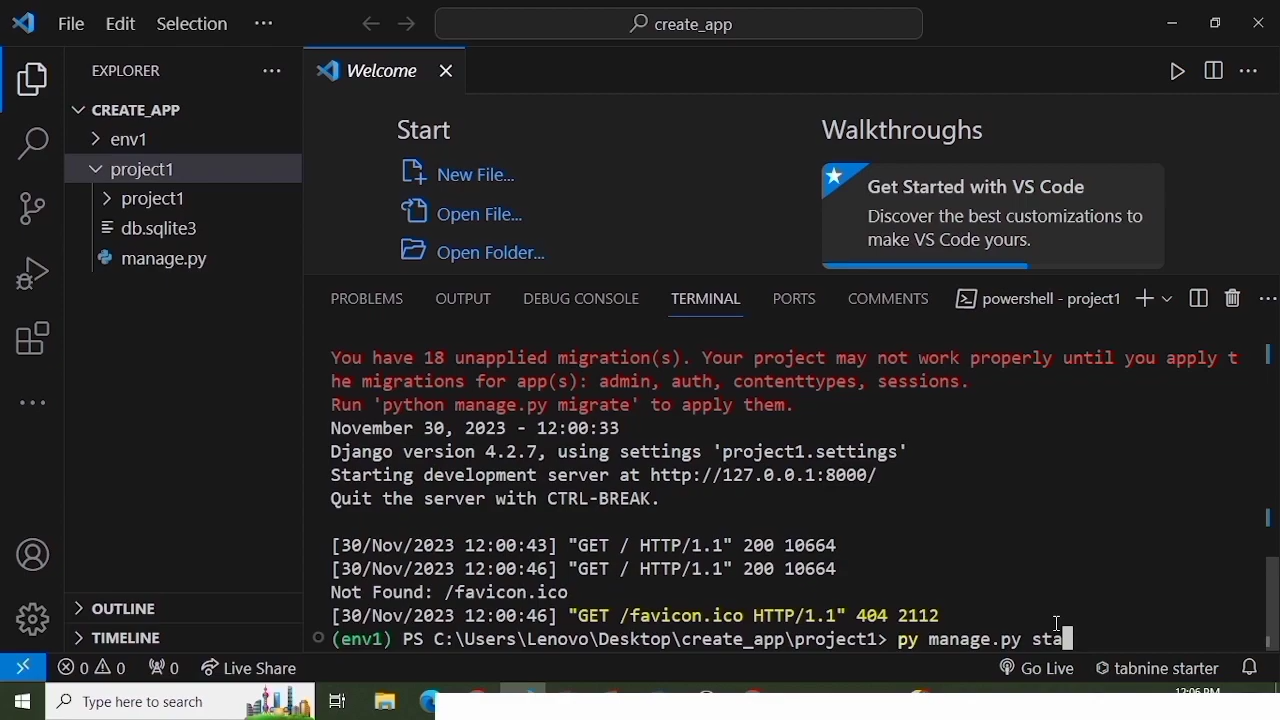 File Edit Selection ··· create_app
EXPLORER ···
Welcome
CREATE_APP
env1
project1
project1
db.sqlite3
manage.py
OUTLINE
TIMELINE
Start
New File...
Open File...
Open Folder...
Walkthroughs
Get Started with VS Code
Discover the best customizations to
make VS Code yours.
PROBLEMS OUTPUT DEBUG CONSOLE TERMINAL PORTS COMMENTS powershell - project1
You have 18 unapplied migration(s). Your project may not work properly until you apply t
he migrations for app(s): admin, auth, contenttypes, sessions.
Run 'python manage.py migrate' to apply them.
November 30, 2023 - 12:00:33
Django version 4.2.7, using settings 'project1.settings'
Starting development server at http://127.0.0.1:8000/
Quit the server with CTRL-BREAK.
[30/Nov/2023 12:00:43] "GET / HTTP/1.1" 200 10664
[30/Nov/2023 12:00:46] "GET / HTTP/1.1" 200 10664
Not Found: /favicon.ico
[30/Nov/2023 12:00:46] "GET /favicon.ico HTTP/1.1" 404 2112
(env1) PS C:\Users\Lenovo\Desktop\create_app\project1> py manage.py sta
0 0 0 Live Share Go Live tabnine starter
Type here to search 12:06 PM